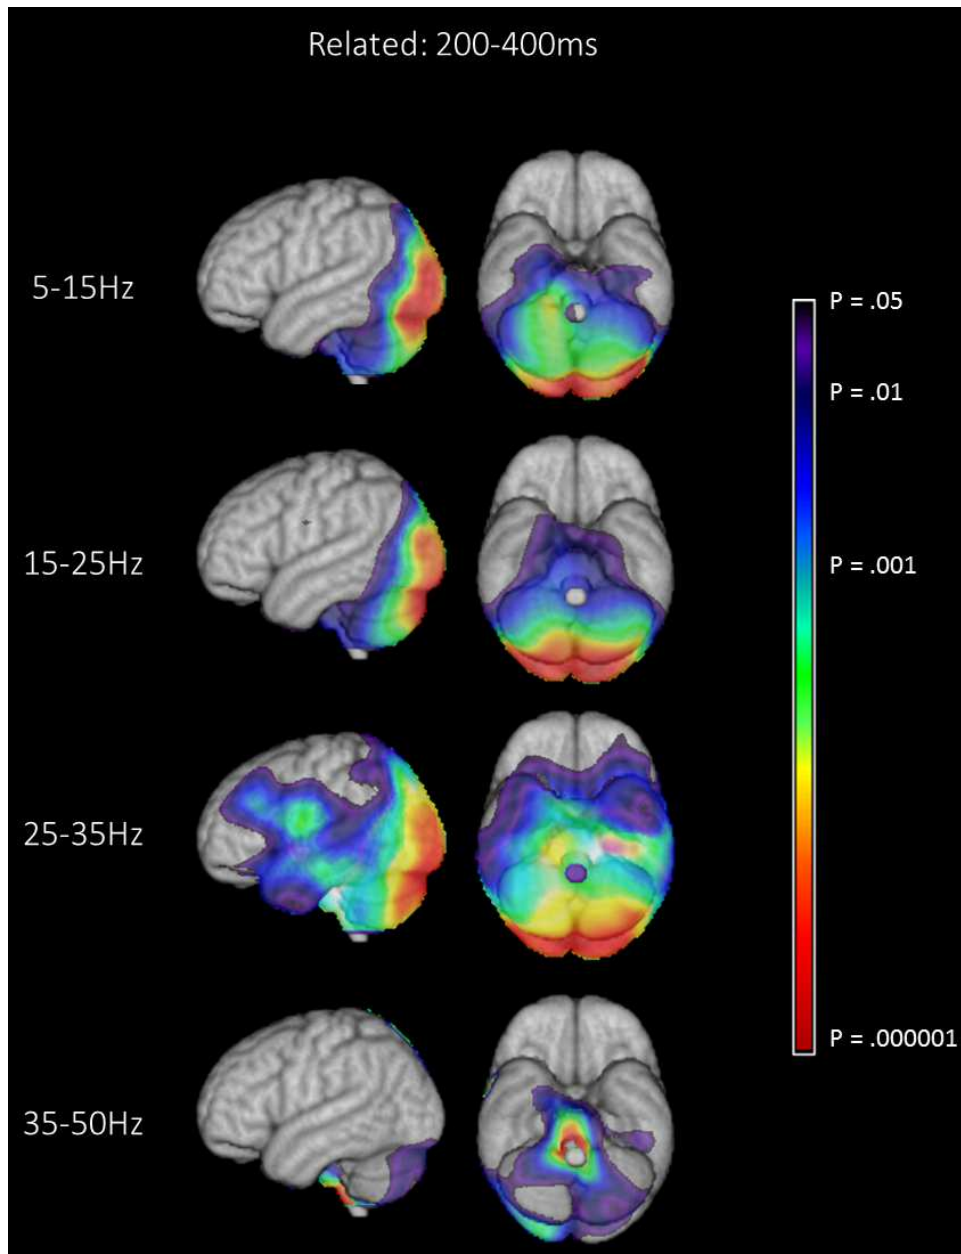 Related: 200-400ms
5-15Hz
P = .05
P = .01
15-25Hz
P = .001
25-35Hz
P = .000001
35-50Hz